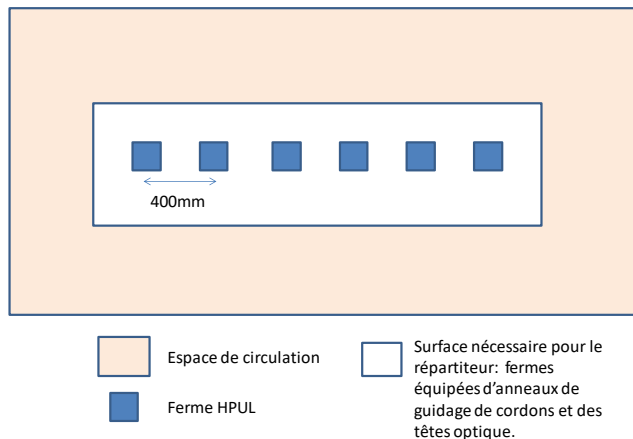 400mm
Espace de circulation
Ferme HPUL
Surface nécessaire pour le
répartiteur: fermes
équipées d’anneaux de
guidage de cordons et des
têtes optique.